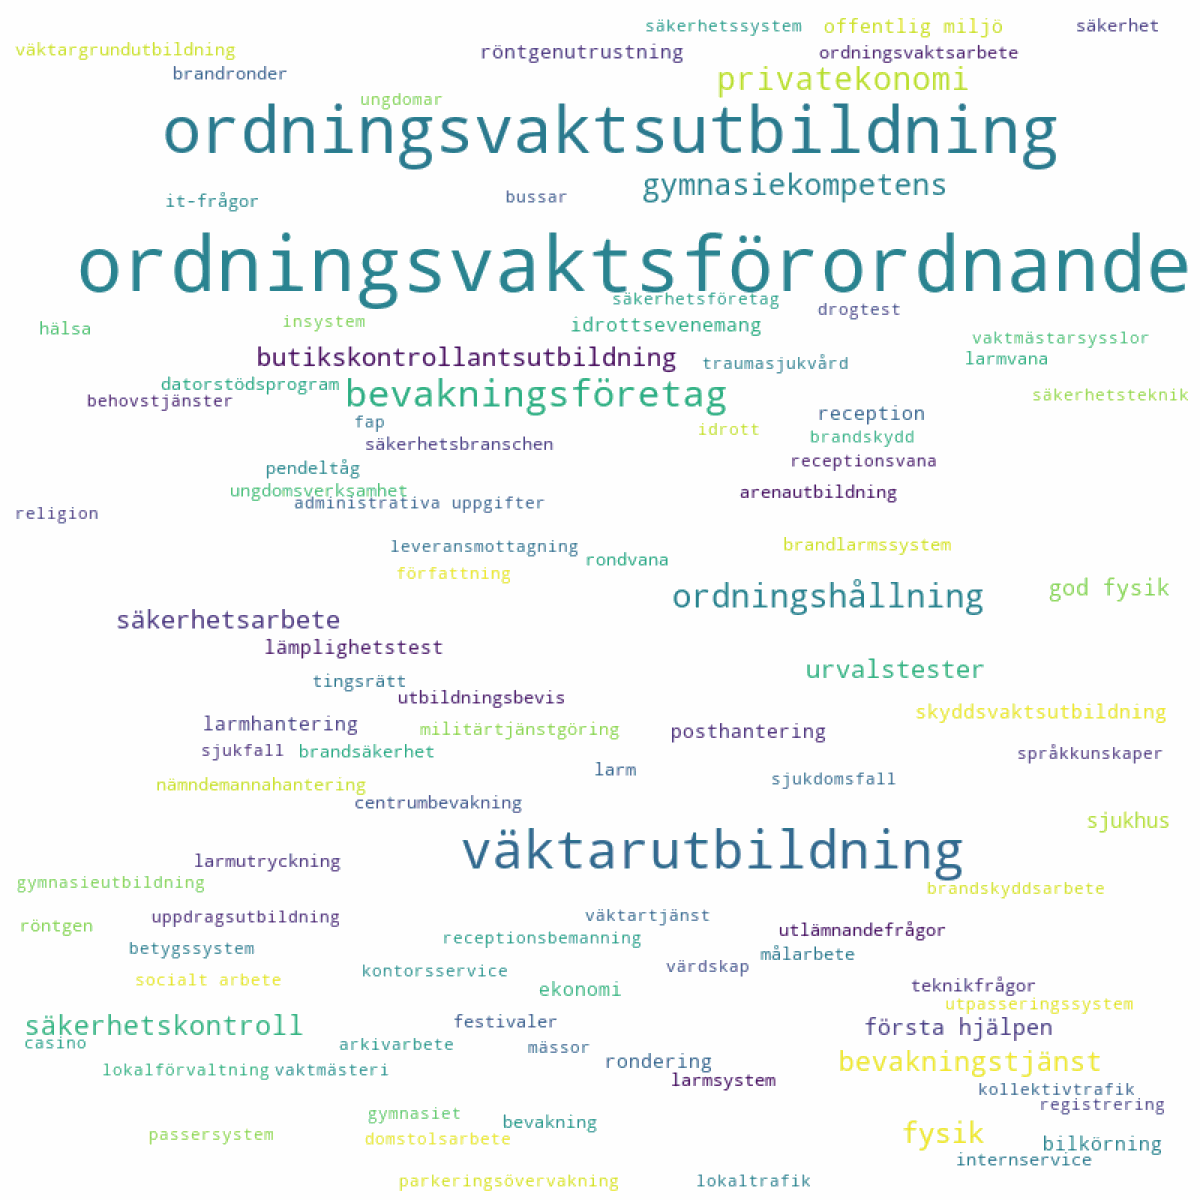 säkerhetssystem
offentlig miljö
säkerhet
väktargrundutbildning
röntgenutrustning
ordningsvaktsarbete
brandronder
privatekonomi
ungdomar
ordningsvaktsutbildning
gymnasiekompetens
it-frågor
bussar
ordningsvaktsförordnande
säkerhetsföretag
drogtest
hälsa
insystem
idrottsevenemang
vaktmästarsysslor
butikskontrollantsutbildning
traumasjukvård
larmvana
datorstödsprogram
bevakningsföretag
säkerhetsteknik
behovstjänster
fap
reception
idrott
brandskydd
säkerhetsbranschen
receptionsvana
pendeltåg
ungdomsverksamhet
arenautbildning
administrativa uppgifter
religion
leveransmottagning
brandlarmssystem
rondvana
författning
ordningshållning
god fysik
säkerhetsarbete
lämplighetstest
urvalstester
tingsrätt
utbildningsbevis
skyddsvaktsutbildning
larmhantering
militärtjänstgöring
posthantering
sjukfall
brandsäkerhet
språkkunskaper
larm
sjukdomsfall
nämndemannahantering
centrumbevakning
sjukhus
väktarutbildning
larmutryckning
gymnasieutbildning
brandskyddsarbete
uppdragsutbildning
väktartjänst
röntgen
utlämnandefrågor
receptionsbemanning
betygssystem
målarbete
värdskap
kontorsservice
socialt arbete
teknikfrågor
ekonomi
utpasseringssystem
säkerhetskontroll
festivaler
första hjälpen
casino
arkivarbete
mässor
rondering
bevakningstjänst
lokalförvaltning
vaktmästeri
larmsystem
kollektivtrafik
registrering
gymnasiet
bevakning
passersystem
domstolsarbete
fysik
bilkörning
internservice
parkeringsövervakning
lokaltrafik